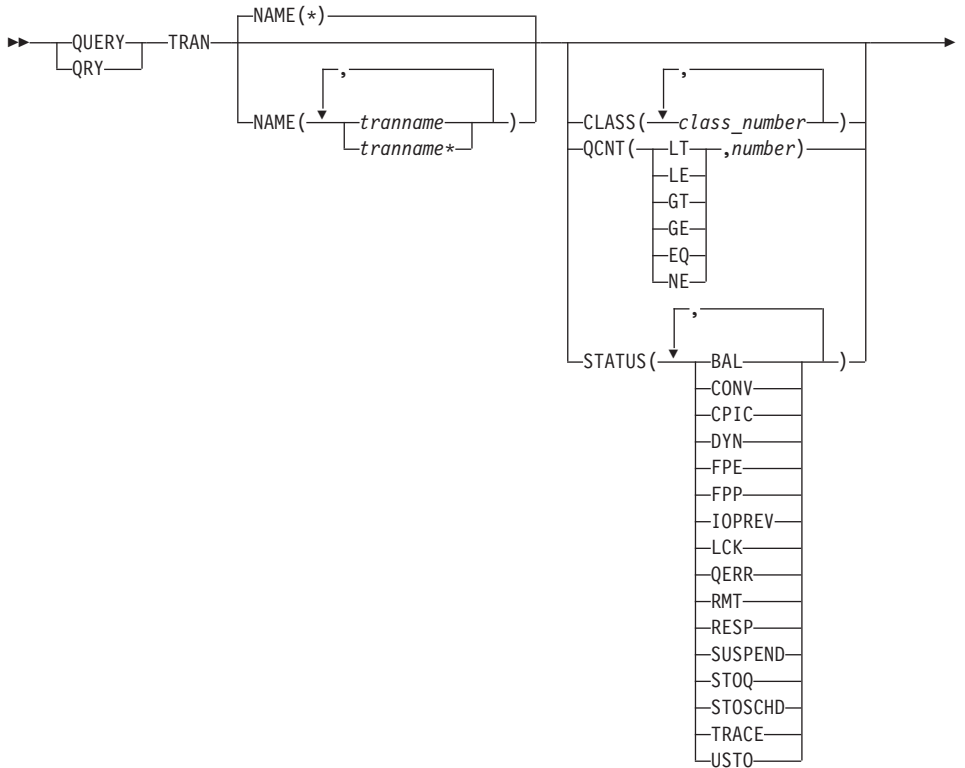 NAME(*)
QUERY TRAN
QRY
, ,
NAME( tranname ) CLASS( class_number )
tranname* QCNT( LT ,number)
LE
GT
GE
EQ
NE
,
STATUS( BAL )
CONV
CPIC
DYN
FPE
FPP
IOPREV
LCK
QERR
RMT
RESP
SUSPEND
STOQ
STOSCHD
TRACE
USTO